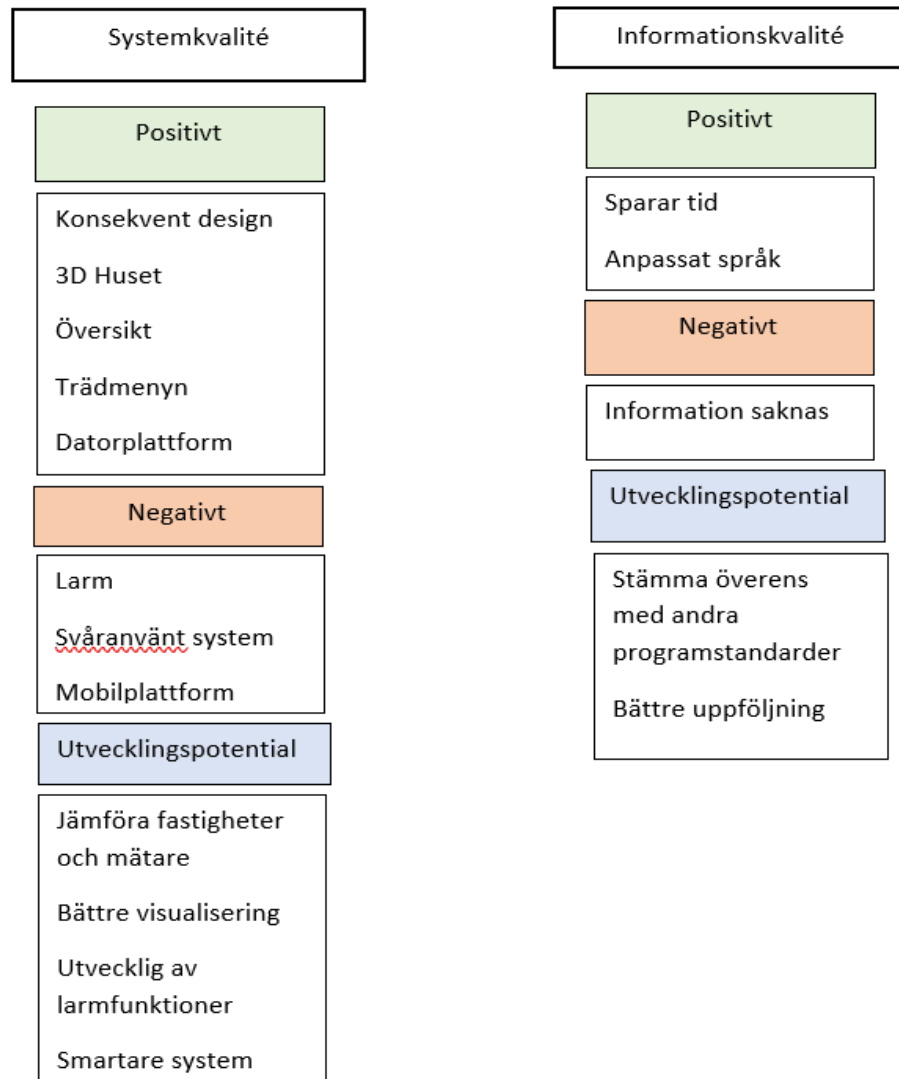 Systemkvalité
Positivt
Konsekvent design
3D Huset
Översikt
Trädmenyn
Datorplattform
Negativt
Larm
Svåranvänt system
Mobilplattform
Utvecklingspotential
Jämföra fastigheter
och mätare
Bättre visualisering
Utvecklig av
larmfunktioner
Smartare system
Informationskvalité
Positivt
Sparar tid
Anpassat språk
Negativt
Information saknas
Utvecklingspotential
Stämma överens
med andra
programstandarder
Bättre uppföljning